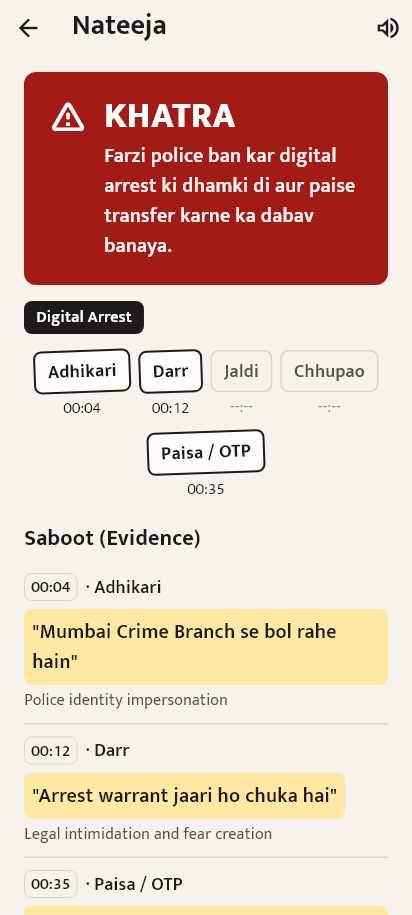 Nateeja
KHATRA
Farzi police ban kar digital
arrest ki dhamki di aur paise
transfer karne ka dabav
banaya.
Digital Arrest
Adhikari Darr Jaldi Chhupao
00:04 00:12 --:-- --:--
Paisa / OTP
00:35
Saboot (Evidence)
00:04 · Adhikari
"Mumbai Crime Branch se bol rahe
hain"
Police identity impersonation
00:12 · Darr
"Arrest warrant jaari ho chuka hai"
Legal intimidation and fear creation
00:35 · Paisa / OTP